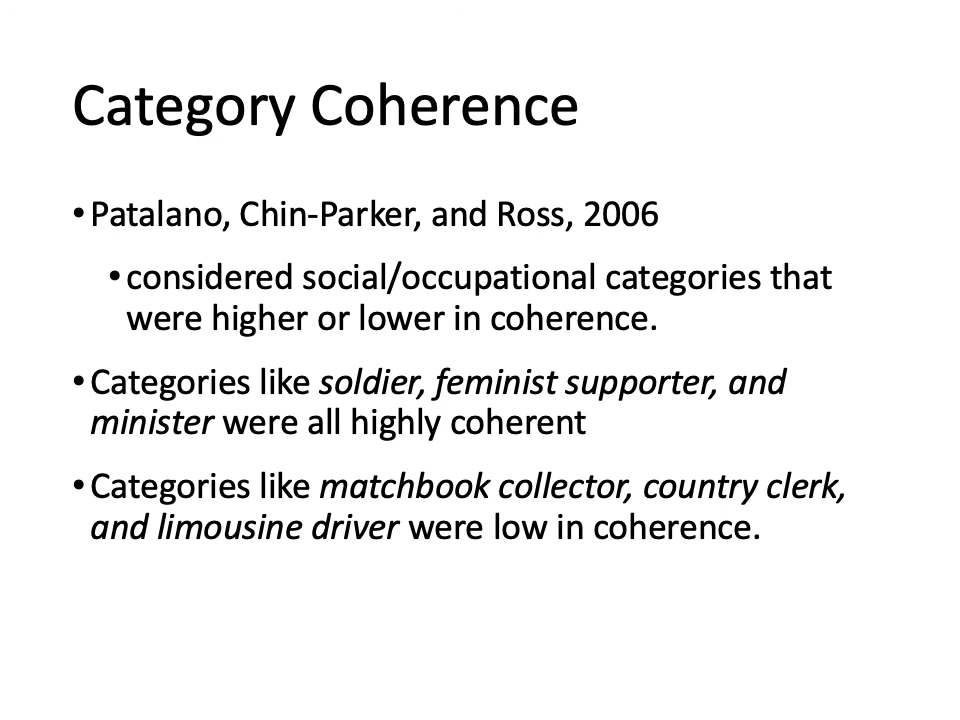 Category Coherence
• Patalano, Chin-Parker, and Ross, 2006
• considered social/occupational categories that
were higher or lower in coherence.
• Categories like soldier, feminist supporter, and
minister were all highly coherent
• Categories like matchbook collector, country clerk,
and limousine driver were low in coherence.